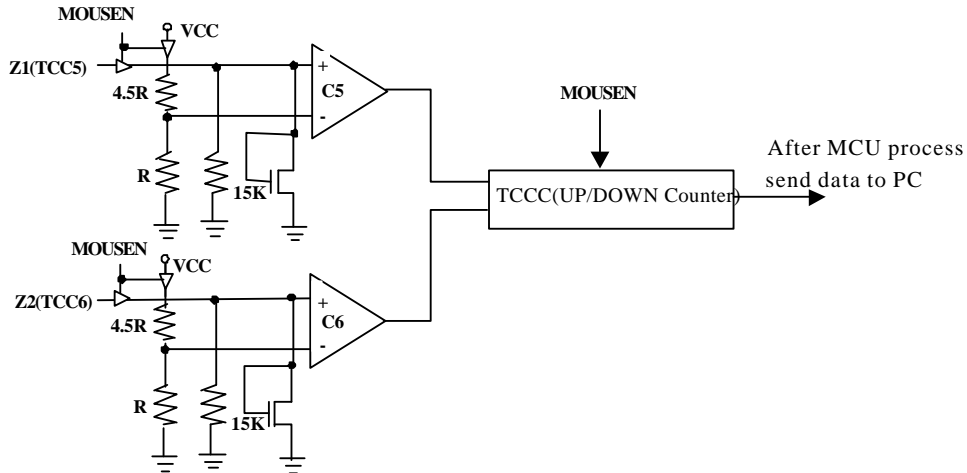 MOUSEN
VCC
Z1(TCC5)
4.5R
+
C5
-
R
15K
MOUSEN
TCCC(UP/DOWN Counter)
After MCU process
send data to PC
MOUSEN
VCC
Z2(TCC6)
4.5R
+
C6
-
R
15K